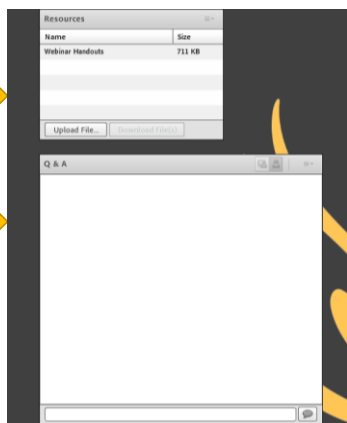 Resources
Name Size
Webinar Handouts 711 KB
Upload File... Download File(s)
Q & A